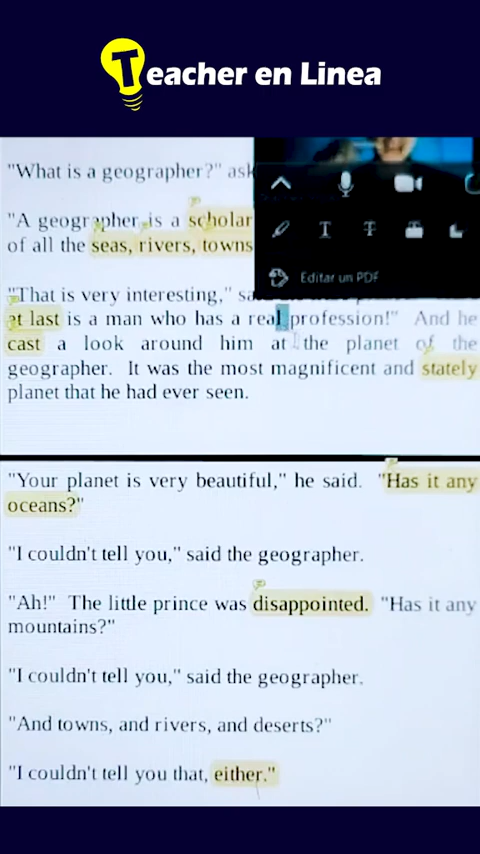 Teacher en Linea
"What is a geographer?" ask
"A geographer is a scholar
of all the seas, rivers, towns
Editar un PDF
"That is very interesting,"
at last is a man who has a real profession!" And he
cast a look around him at the planet of the
geographer. It was the most magnificent and stately
planet that he had ever seen.
"Your planet is very beautiful," he said. "Has it any
oceans?"
"I couldn't tell you," said the geographer.
"Ah!" The little prince was disappointed. "Has it any
mountains?"
"I couldn't tell you," said the geographer.
"And towns, and rivers, and deserts?"
"I couldn't tell you that, either."